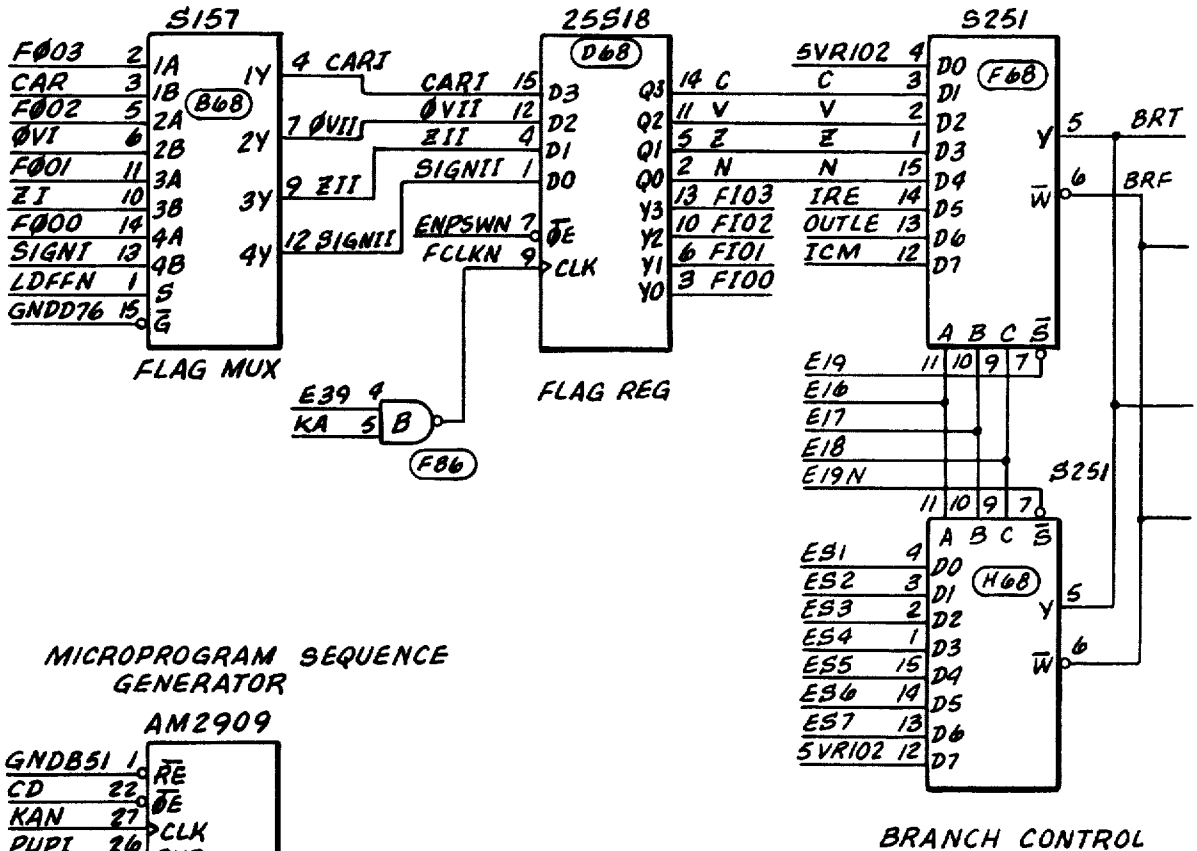 S157
FØ03 2 1A
CAR 3 1B
FØ02 5 2A
ØVI 6 2B
FØ01 11 3A
ZI 10 3B
FØ00 14 4A
SIGNI 13 4B
LDFFN 1 S
GNDD76 15 G̅
B68
1Y 4 CARI
2Y 7 ØVII
3Y 9 ZII
4Y 12 SIGNII
FLAG MUX
25S18
D68
CARI 15 D3
ØVII 12 D2
ZII 4 D1
SIGNII 1 D0
ENPSWN 7 Ø̅E̅
FCLKN 9 CLK
Q3 14 C
Q2 11 V
Q1 5 Z
Q0 2 N
Y3 13 FI03
Y2 10 FI02
Y1 6 FI01
Y0 3 FI00
FLAG REG
E39 4
KA 5
B
F86
S251
F68
5VR102 4 D0
C 3 D1
V 2 D2
Z 1 D3
N 15 D4
IRE 14 D5
OUTLE 13 D6
ICM 12 D7
Y 5 BRT
W̅ 6 BRF
A B C S̅
11 10 9 7
E19
E16
E17
E18
E19N
S251
11 10 9 7
A B C S̅
H68
ES1 4 D0
ES2 3 D1
ES3 2 D2
ES4 1 D3
ES5 15 D4
ES6 14 D5
ES7 13 D6
5VR102 12 D7
Y 5
W̅ 6
BRANCH CONTROL
MICROPROGRAM SEQUENCE
GENERATOR
AM2909
GNDB51 1 R̅E̅
CD 22 Ø̅E̅
KAN 27 CLK
PUPI 26